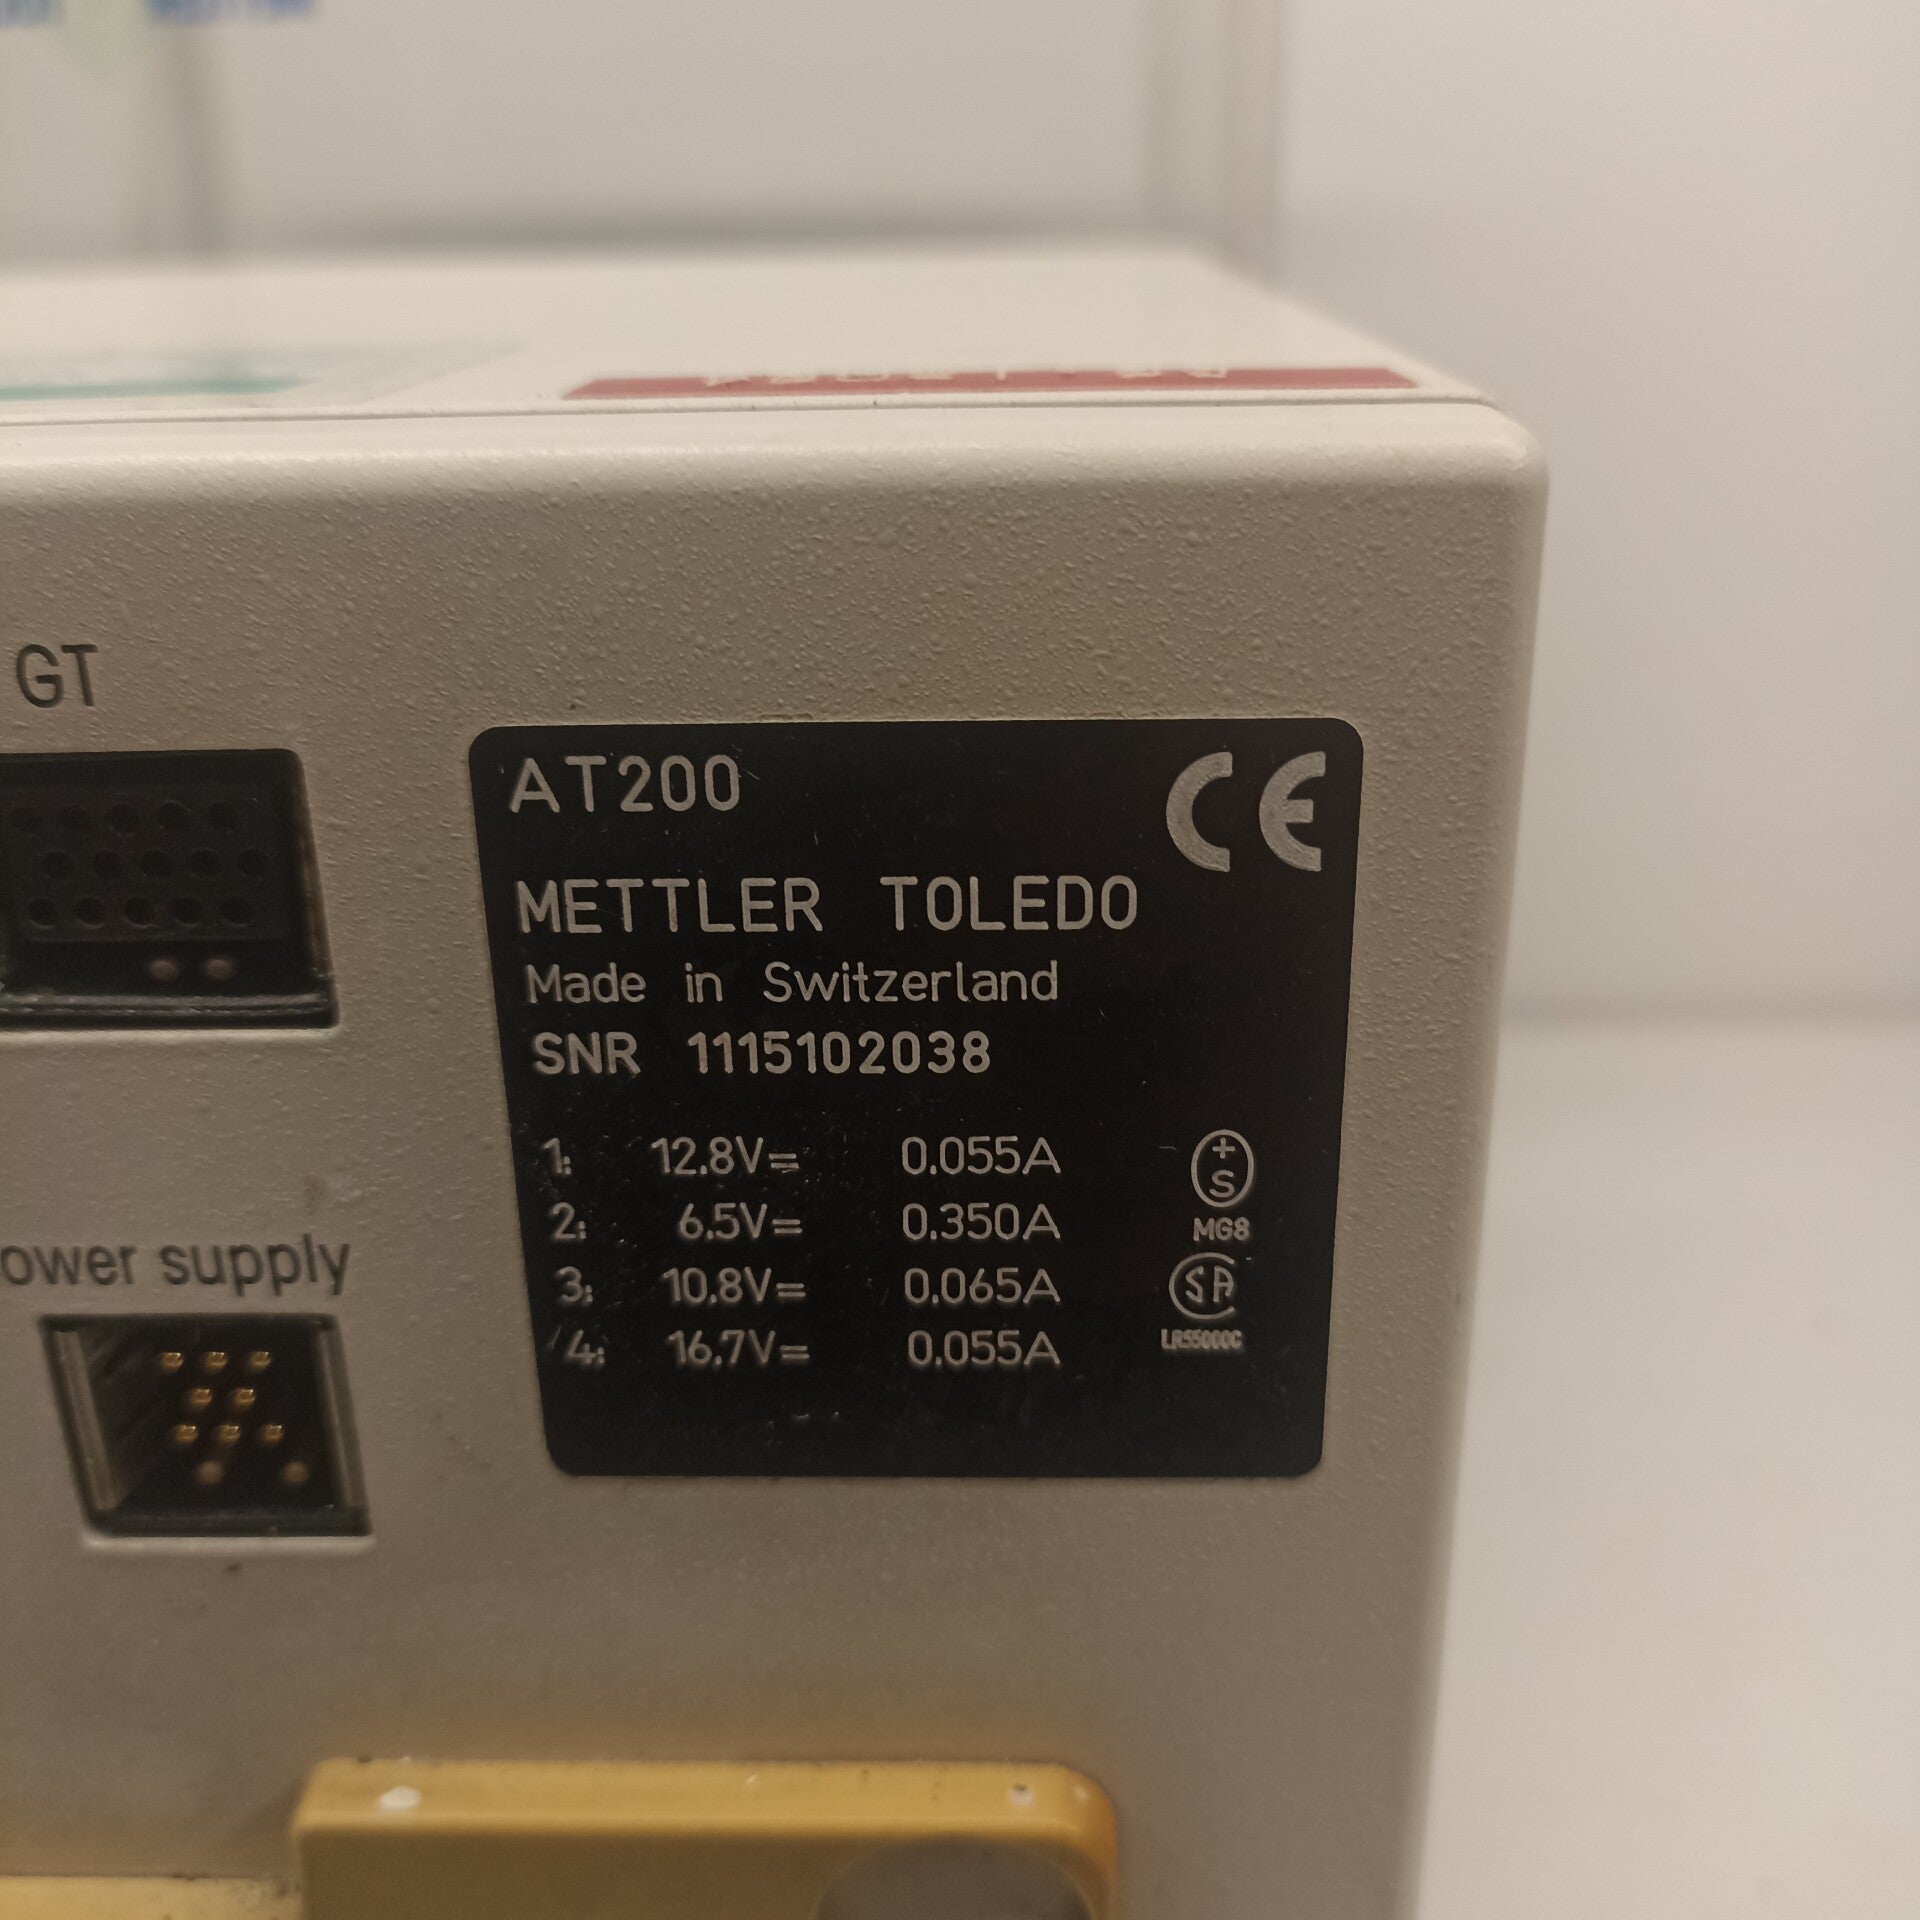 GT
AT200 CE
METTLER TOLEDO
Made in Switzerland
SNR 1115102038
1: 12.8V= 0.055A
2: 6.5V= 0.350A
3: 10.8V= 0.065A
4: 16.7V= 0.055A
+S
MG8
SA
ower supply